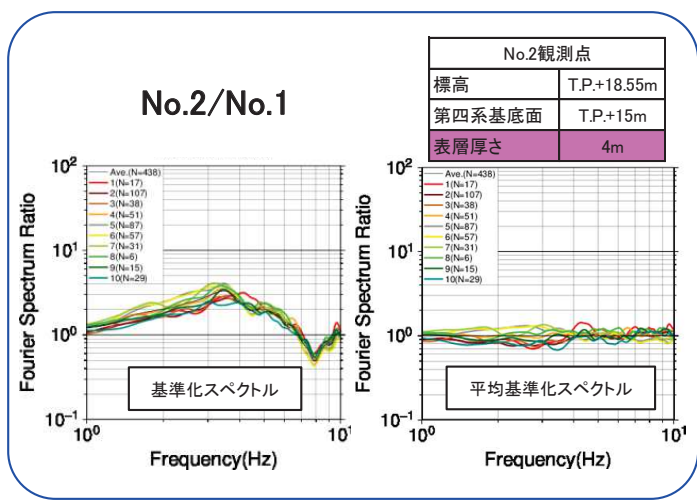 No.2/No.1
No.2観測点
標高 T.P.+18.55m
第四系基底面 T.P.+15m
表層厚さ 4m
Fourier Spectrum Ratio
10²
10¹
10⁰
10⁻¹
Ave.(N=438)
1(N=17)
2(N=107)
3(N=38)
4(N=51)
5(N=87)
6(N=57)
7(N=31)
8(N=6)
9(N=15)
10(N=29)
基準化スペクトル
10⁰ 10¹
Frequency(Hz)
Fourier Spectrum Ratio
10²
10¹
10⁰
10⁻¹
Ave.(N=438)
1(N=17)
2(N=107)
3(N=38)
4(N=51)
5(N=87)
6(N=57)
7(N=31)
8(N=6)
9(N=15)
10(N=29)
平均基準化スペクトル
10⁰ 10¹
Frequency(Hz)